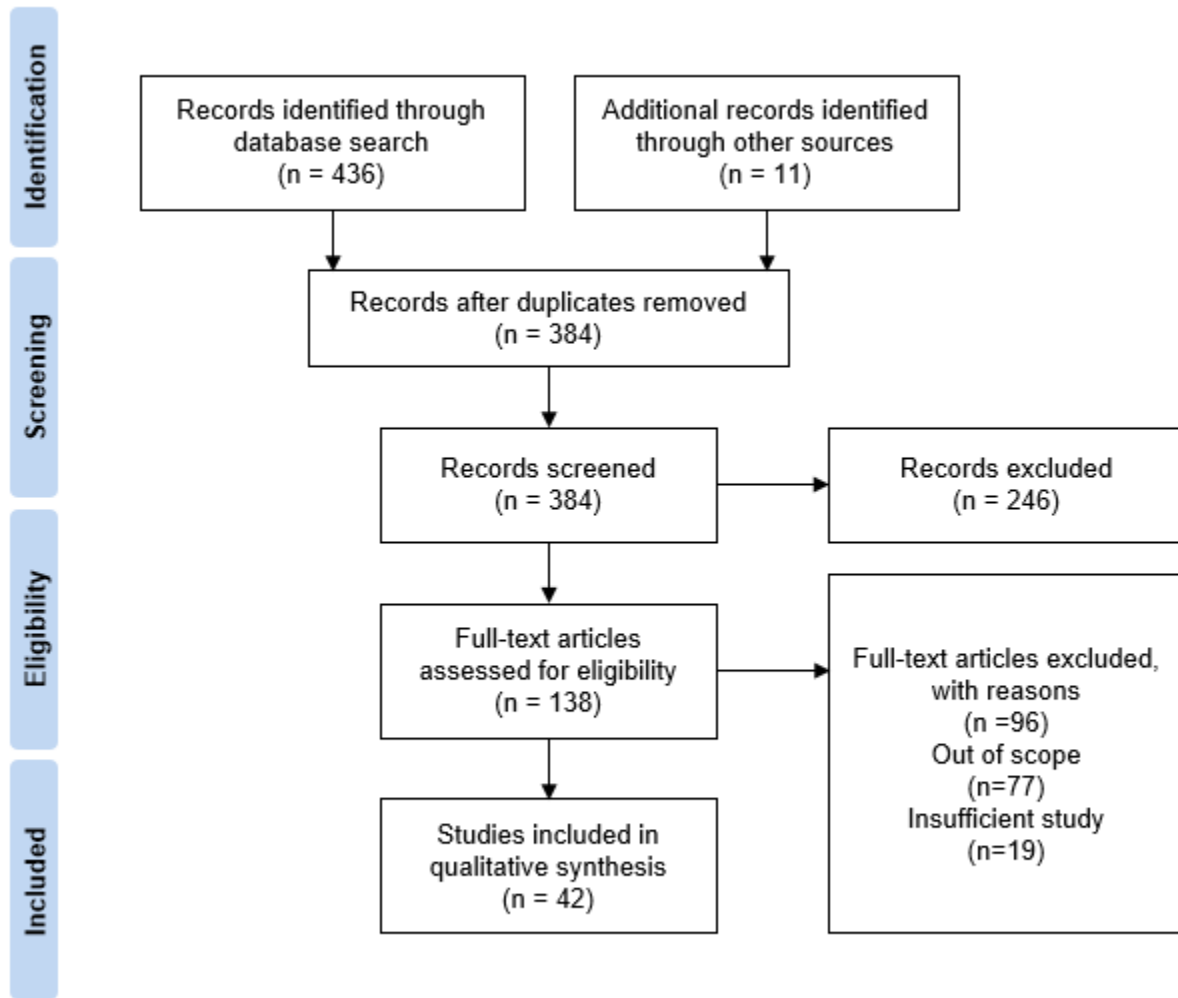 Identification
Records identified through
database search
(n = 436)
Additional records identified
through other sources
(n = 11)
Screening
Records after duplicates removed
(n = 384)
Records screened
(n = 384)
Records excluded
(n = 246)
Eligibility
Full-text articles
assessed for eligibility
(n = 138)
Full-text articles excluded,
with reasons
(n =96)
Out of scope
(n=77)
Insufficient study
(n=19)
Included
Studies included in
qualitative synthesis
(n = 42)